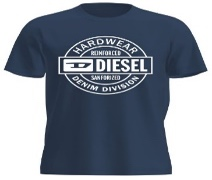 HARDWEAR
REINFORCED
D DIESEL
SANFORIZED
DENIM DIVISION